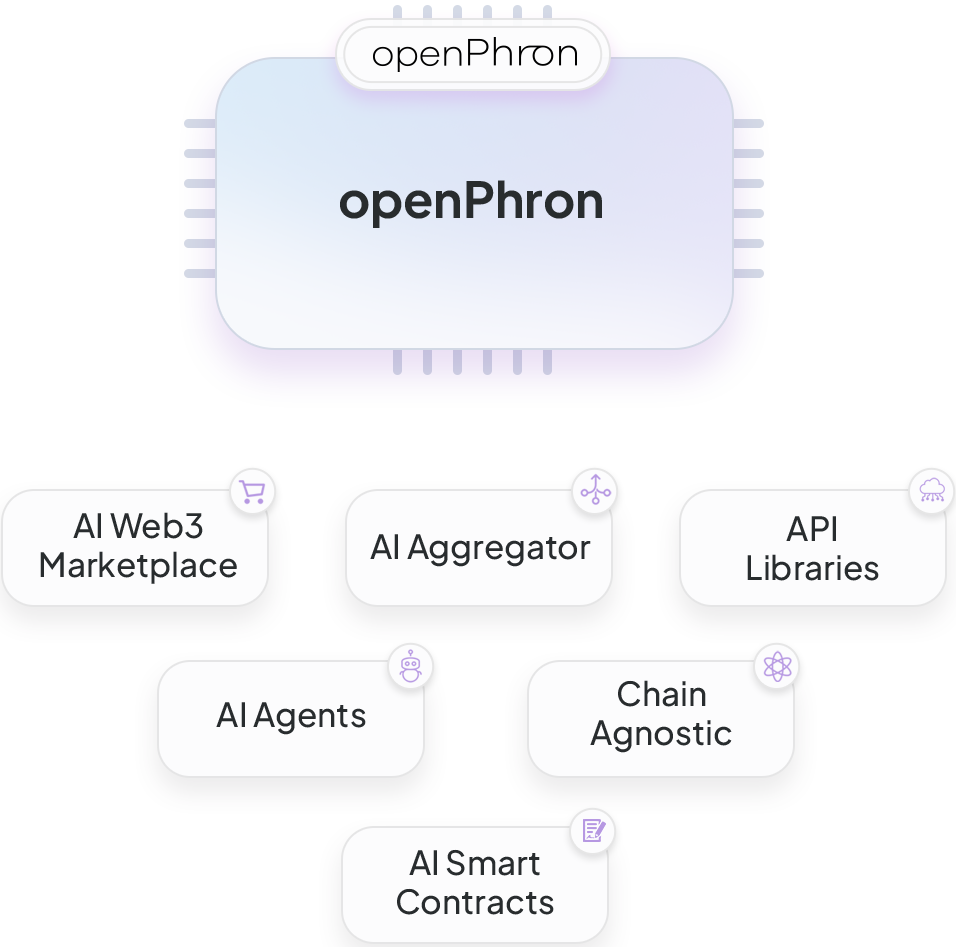 openPhron
openPhron
AI Web3
Marketplace
AI Aggregator
API
Libraries
AI Agents
Chain
Agnostic
AI Smart
Contracts